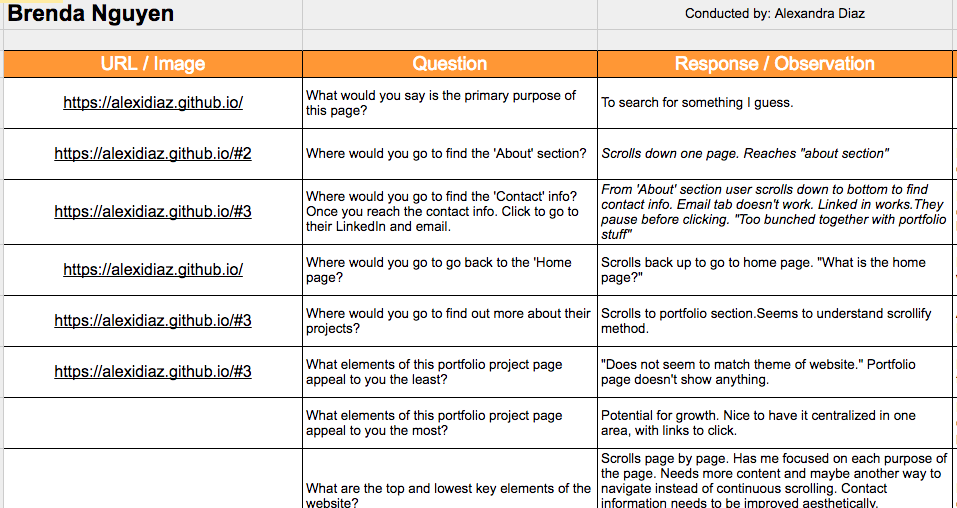 Brenda Nguyen
Conducted by: Alexandra Diaz
URL / Image
Question
Response / Observation
https://alexidiaz.github.io/
What would you say is the primary purpose of
this page?
To search for something I guess.
https://alexidiaz.github.io/#2
Where would you go to find the 'About' section?
Scrolls down one page. Reaches "about section"
https://alexidiaz.github.io/#3
Where would you go to find the 'Contact' info?
Once you reach the contact info. Click to go to
their LinkedIn and email.
From 'About' section user scrolls down to bottom to find
contact info. Email tab doesn't work. Linked in works.They
pause before clicking. "Too bunched together with portfolio
stuff"
https://alexidiaz.github.io/
Where would you go to go back to the 'Home
page?
Scrolls back up to go to home page. "What is the home
page?"
https://alexidiaz.github.io/#3
Where would you go to find out more about their
projects?
Scrolls to portfolio section.Seems to understand scrollify
method.
https://alexidiaz.github.io/#3
What elements of this portfolio project page
appeal to you the least?
"Does not seem to match theme of website." Portfolio
page doesn't show anything.
What elements of this portfolio project page
appeal to you the most?
Potential for growth. Nice to have it centralized in one
area, with links to click.
What are the top and lowest key elements of the
website?
Scrolls page by page. Has me focused on each purpose of
the page. Needs more content and maybe another way to
navigate instead of continuous scrolling. Contact
information needs to be improved aesthetically.